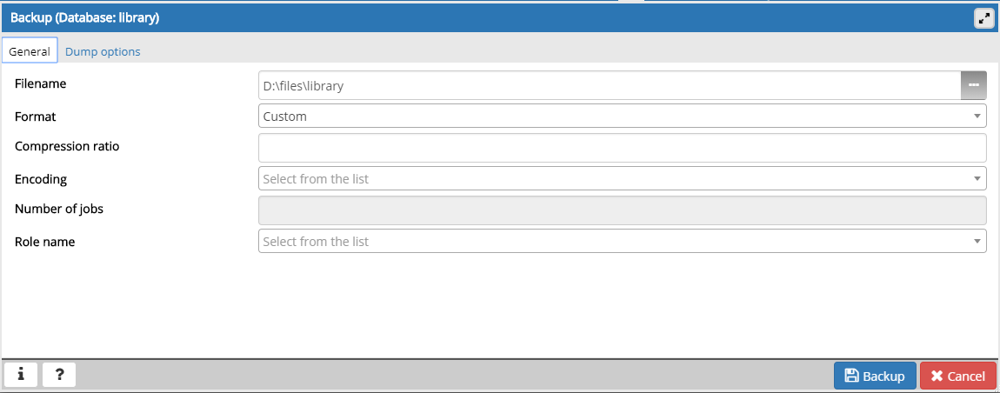 Backup (Database: library)
General Dump options
Filename D:\files\library
Format Custom
Compression ratio
Encoding Select from the list
Number of jobs
Role name Select from the list
i ? Backup Cancel